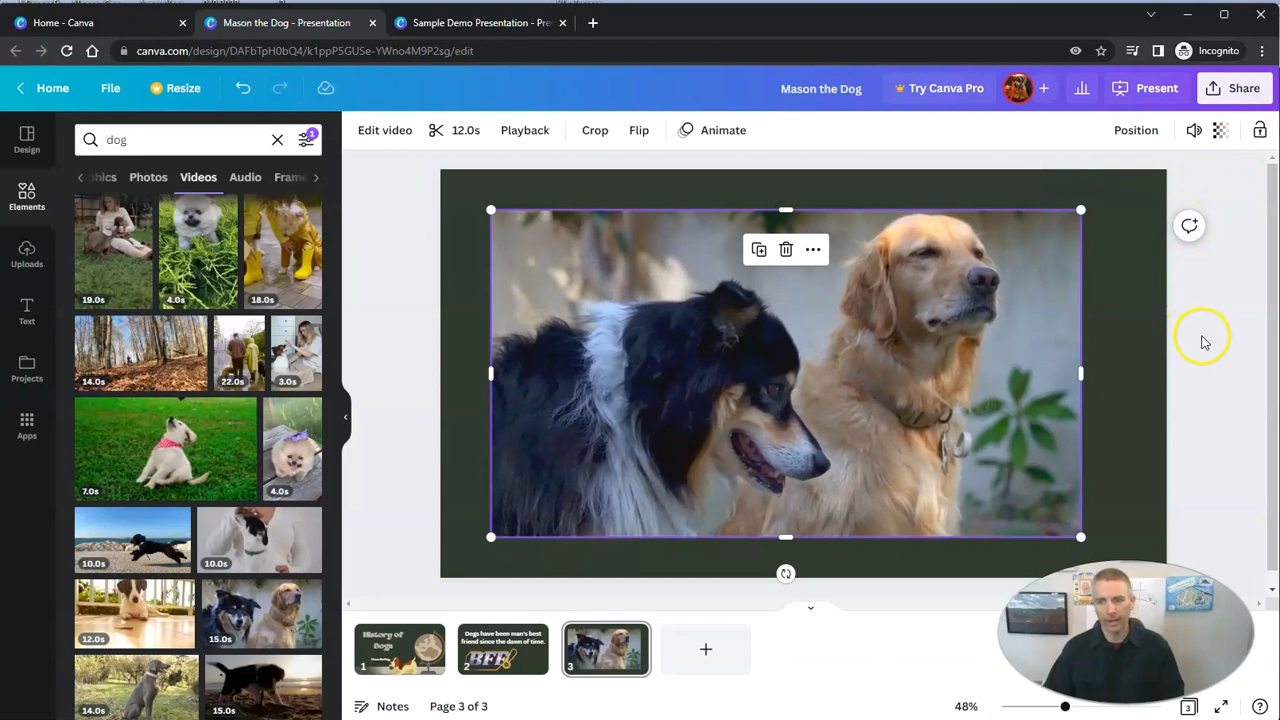 Home - Canva
Mason the Dog - Presentation
Sample Demo Presentation - Pre
canva.com/design/DAFbTpH0bQ4/k1ppP5GUSe-YWno4M9P2sg/edit
Incognito
Home
File
Resize
Mason the Dog
Try Canva Pro
Present
Share
Design
Elements
Uploads
Text
Projects
Apps
dog
1
hics
Photos
Videos
Audio
Frame
19.0s
4.0s
18.0s
14.0s
22.0s
3.0s
7.0s
4.0s
10.0s
10.0s
12.0s
15.0s
14.0s
15.0s
Edit video
12.0s
Playback
Crop
Flip
Animate
Position
History of
Dogs
1
Dogs have been man's best
friend since the dawn of time.
BFF
2
3
Notes
Page 3 of 3
48%
3